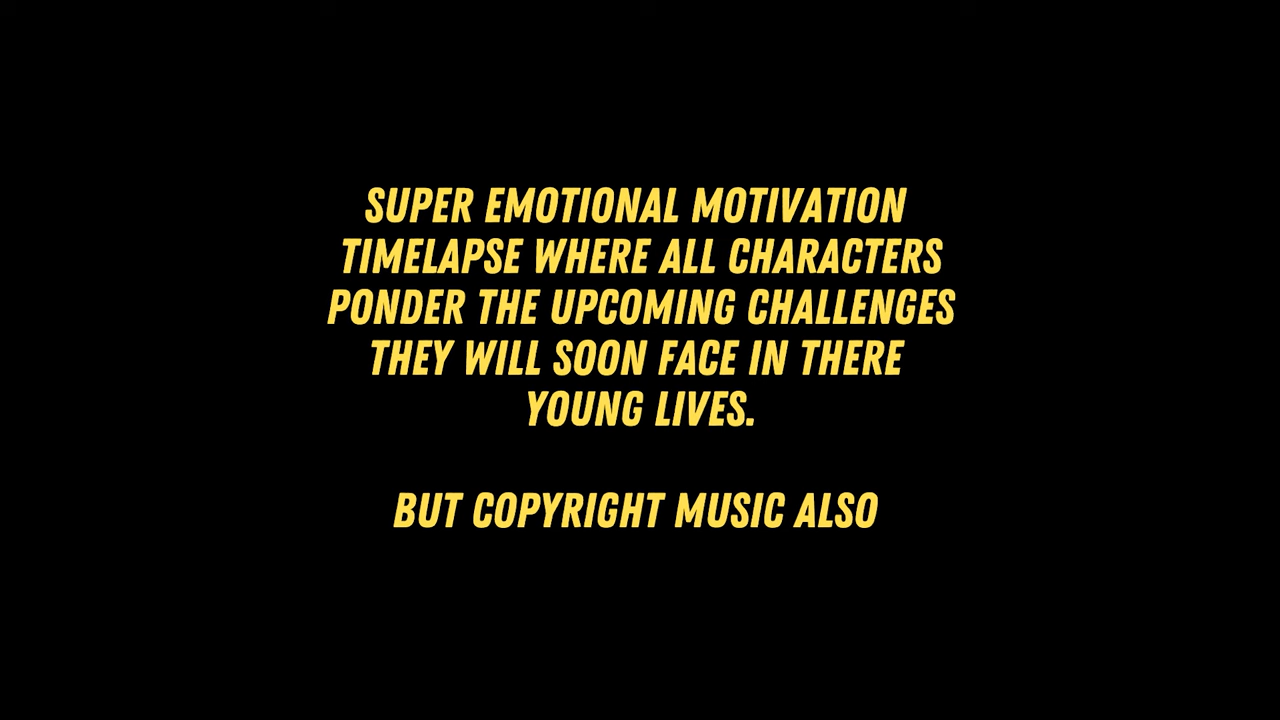 SUPER EMOTIONAL MOTIVATION
TIMELAPSE WHERE ALL CHARACTERS
PONDER THE UPCOMING CHALLENGES
THEY WILL SOON FACE IN THERE
YOUNG LIVES.
BUT COPYRIGHT MUSIC ALSO